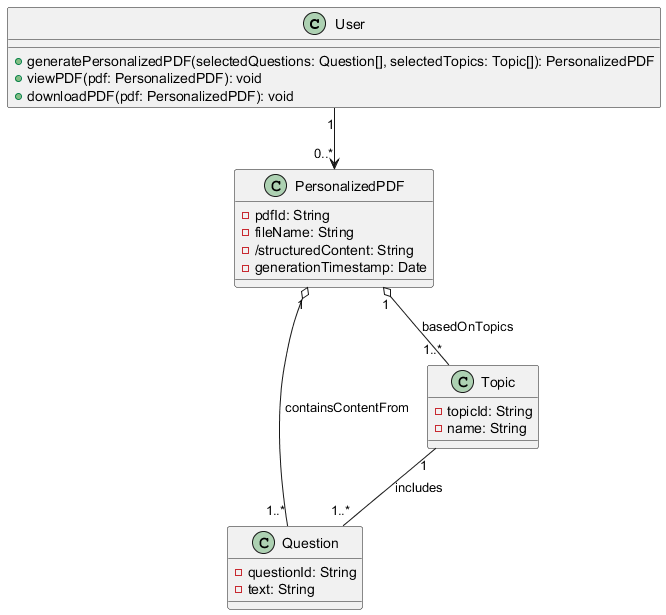 C User
generatePersonalizedPDF(selectedQuestions: Question[], selectedTopics: Topic[]): PersonalizedPDF
viewPDF(pdf: PersonalizedPDF): void
downloadPDF(pdf: PersonalizedPDF): void
1
0..*
C PersonalizedPDF
pdfId: String
fileName: String
/structuredContent: String
generationTimestamp: Date
1
1
basedOnTopics
1..*
C Topic
topicId: String
name: String
containsContentFrom
1
includes
1..*
1..*
C Question
questionId: String
text: String